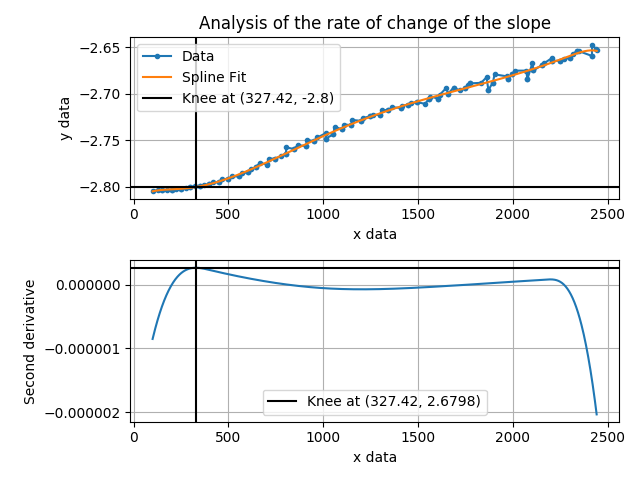 Analysis of the rate of change of the slope
Data
Spline Fit
Knee at (327.42, -2.8)
y data
−2.65
−2.70
−2.75
−2.80
0 500 1000 1500 2000 2500
x data
Second derivative
0.000000
−0.000001
−0.000002
Knee at (327.42, 2.6798)
0 500 1000 1500 2000 2500
x data